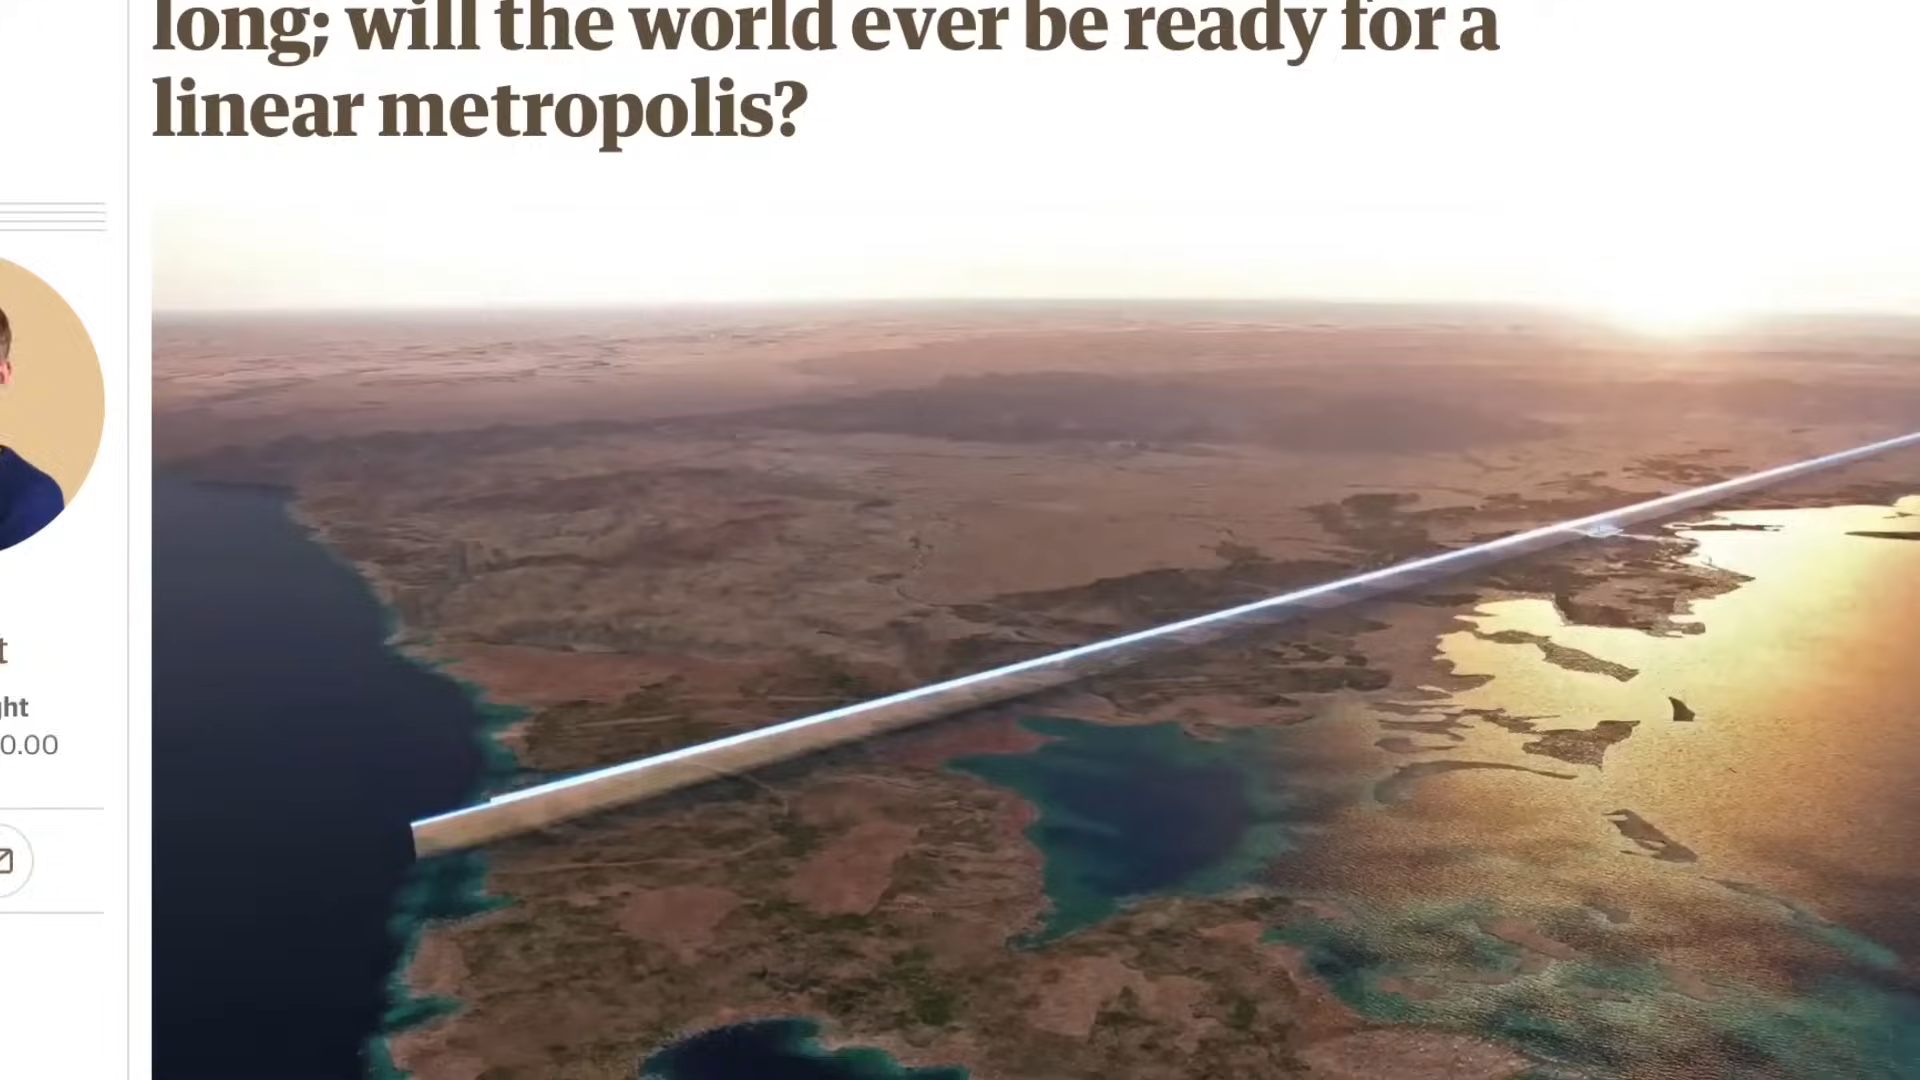 long; will the world ever be ready for a
linear metropolis?
t
ght
0.00